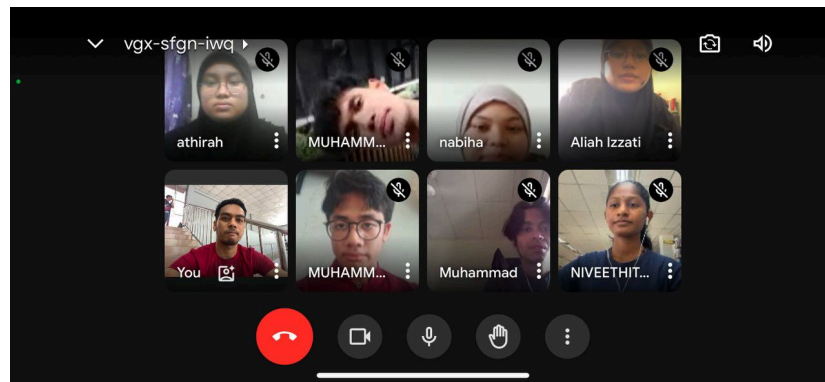 vgx-sfgn-iwq
athirah
MUHAMM...
nabiha
Aliah Izzati
You
MUHAMM...
Muhammad
NIVEETHIT...